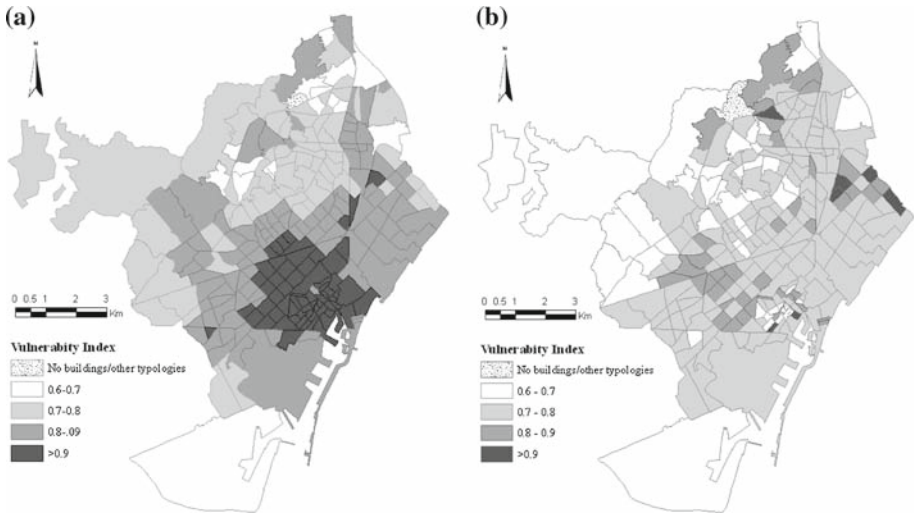 (a)
N
0 0.5 1 2 3
Km
Vulnerabity Index
No buildings/other typologies
0.6-0.7
0.7-0.8
0.8-.09
>0.9
(b)
N
0 0.5 1 2 3
Km
Vulnerabity Index
No buildings/other typologies
0.6 - 0.7
0.7 - 0.8
0.8 - 0.9
>0.9